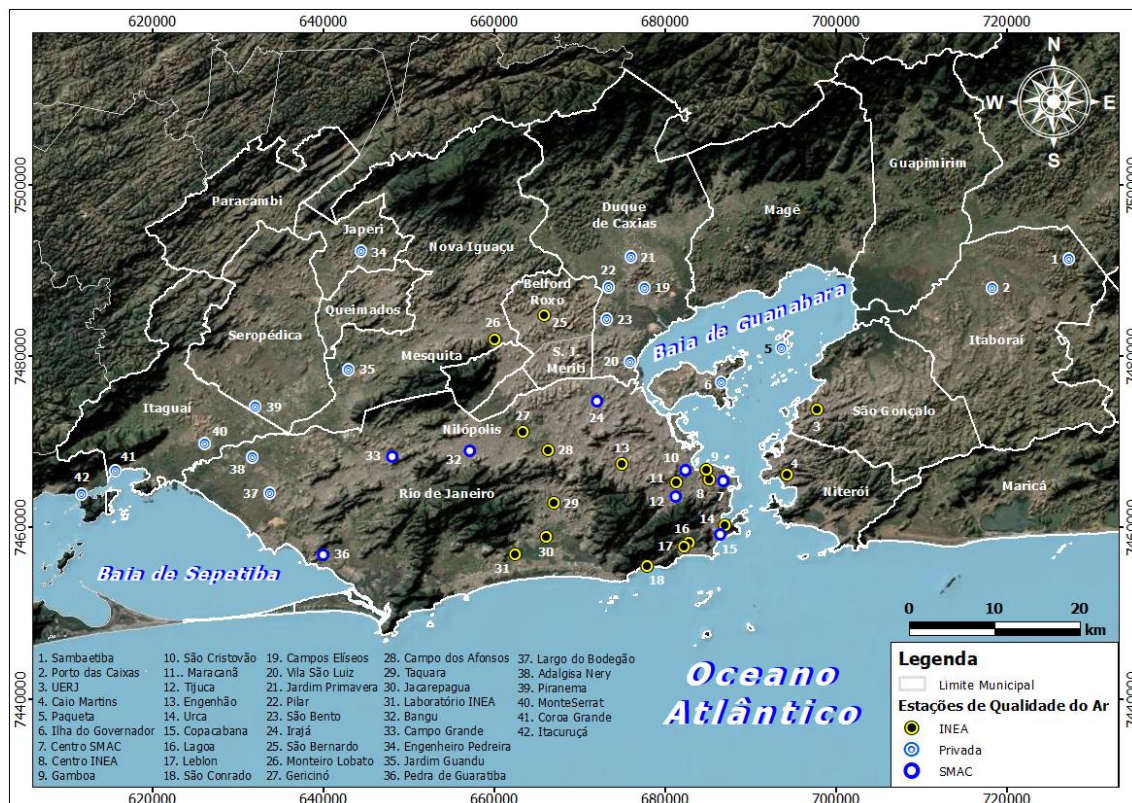 620000 640000 660000 680000 700000 720000
N
W E
S
7500000 7500000
7480000 7480000
7460000 7460000
7440000 7440000
Guapimirim
Paracambi
Duque
de Caxias
Magé
Japeri
34
Nova Iguaçu
21
1
22
19
2
Belford
Roxo
25
Queimados
23
Baía de Guanabara
Seropédica
26
Itaboraí
Mesquita
S. J.
Meriti
20
5
35
6
Itaguaí
39
24
São Gonçalo
3
Nilópolis
27
40
28
10
9
4
41
38
33
32
13
11
8
7
42
37
Rio de Janeiro
12
Niterói
Maricá
29
14
16
30
17
15
36
31
18
Baia de Sepetiba
0 10 20
km
Oceano
Atlântico
1. Sambaetiba
2. Porto das Caixas
3. UERJ
4. Caio Martins
5. Paqueta
6. Ilha do Governador
7. Centro SMAC
8. Centro INEA
9. Gamboa
10. São Cristovão
11.. Maracanã
12. Tijuca
13. Engenhão
14. Urca
15. Copacabana
16. Lagoa
17. Leblon
18. São Conrado
19. Campos Elíseos
20. Vila São Luiz
21. Jardim Primavera
22. Pilar
23. São Bento
24. Irajá
25. São Bernardo
26. Monteiro Lobato
27. Gericinó
28. Campo dos Afonsos
29. Taquara
30. Jacarepagua
31. Laboratório INEA
32. Bangu
33. Campo Grande
34. Engenheiro Pedreira
35. Jardim Guandu
36. Pedra de Guaratiba
37. Largo do Bodegão
38. Adalgisa Nery
39. Piranema
40. MonteSerrat
41. Coroa Grande
42. Itacuruçá
Legenda
Limite Municipal
Estações de Qualidade do Ar
INEA
Privada
SMAC
620000 640000 660000 680000 700000 720000